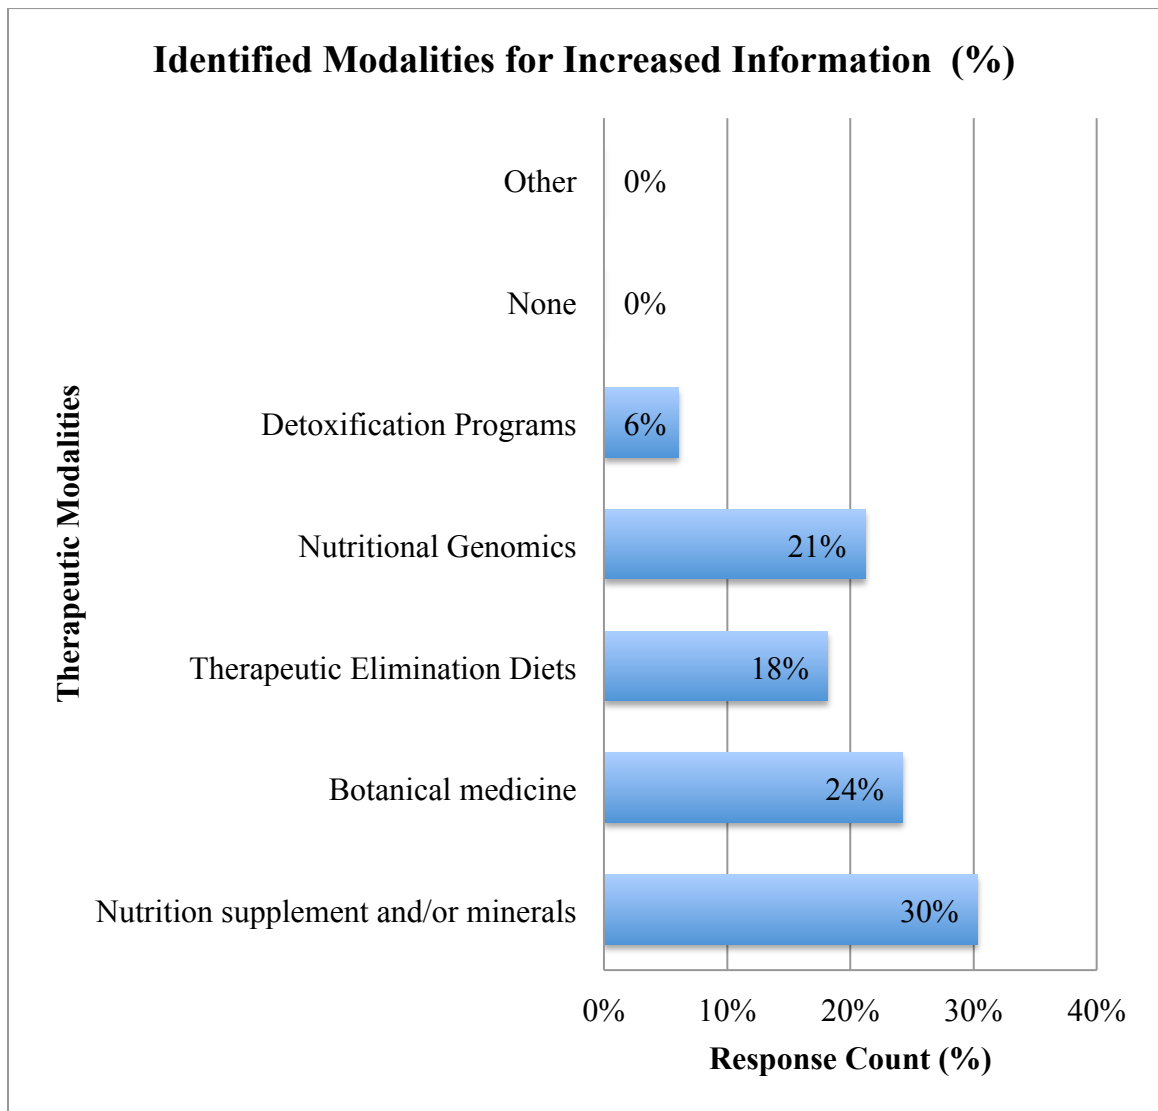 Identified Modalities for Increased Information  (%)
Other
0%
None
0%
Detoxification Programs
6%
Nutritional Genomics
21%
Therapeutic Elimination Diets
18%
Botanical medicine
24%
Nutrition supplement and/or minerals
30%
Therapeutic Modalities
0%
10%
20%
30%
40%
Response Count (%)